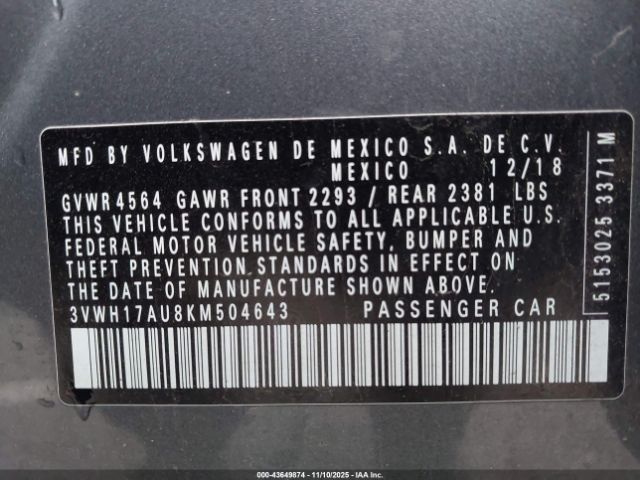 MFD BY VOLKSWAGEN DE MEXICO S.A. DE C.V.
MEXICO 12/18
GVWR 4564 GAWR FRONT 2293 / REAR 2381 LBS
THIS VEHICLE CONFORMS TO ALL APPLICABLE U.S.
FEDERAL MOTOR VEHICLE SAFETY, BUMPER AND
THEFT PREVENTION STANDARDS IN EFFECT ON
THE DATE OF MANUFACTURE SHOWN ABOVE.
3VWH17AU8KM504643 PASSENGER CAR
5153025 3371 M
000-43649874 - 11/10/2025 - IAA Inc.